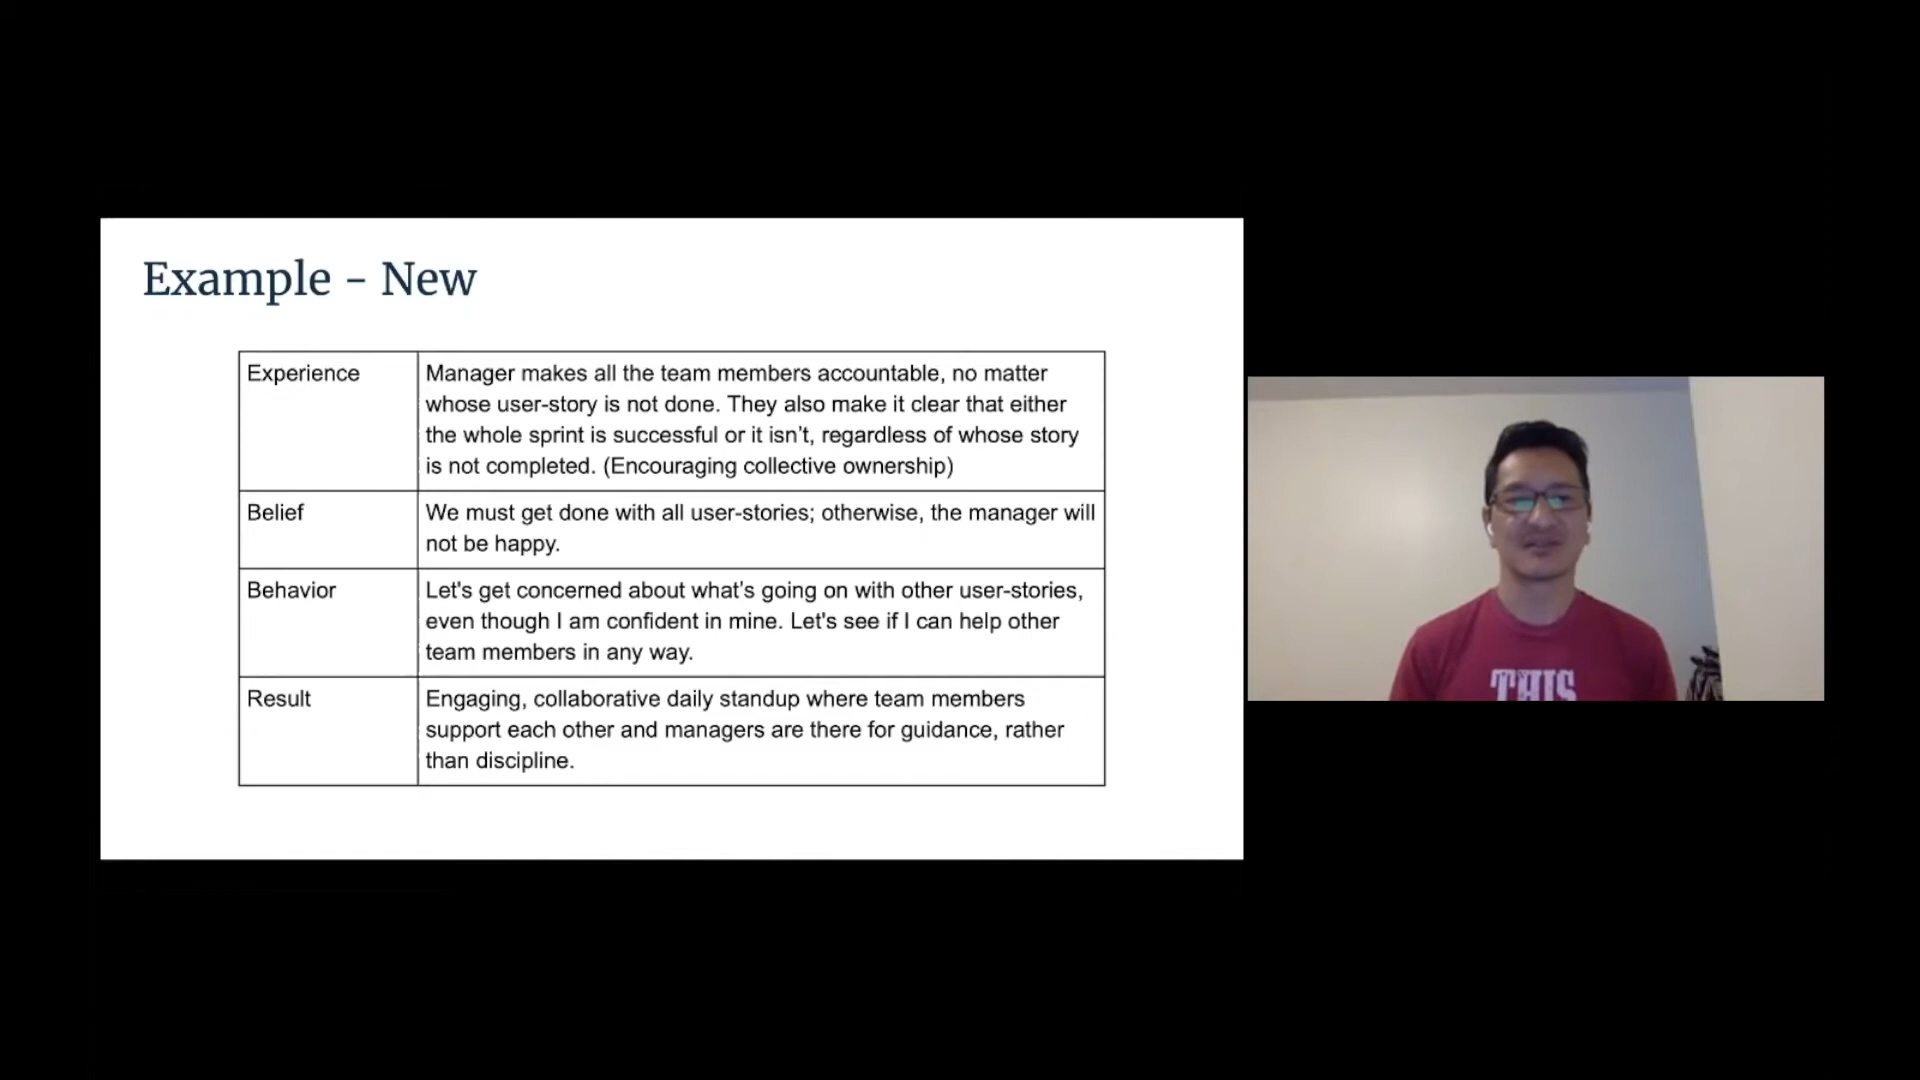 Example - New
Experience
Manager makes all the team members accountable, no matter
whose user-story is not done. They also make it clear that either
the whole sprint is successful or it isn't, regardless of whose story
is not completed. (Encouraging collective ownership)
Belief
We must get done with all user-stories; otherwise, the manager will
not be happy.
Behavior
Let's get concerned about what's going on with other user-stories,
even though I am confident in mine. Let's see if I can help other
team members in any way.
Result
Engaging, collaborative daily standup where team members
support each other and managers are there for guidance, rather
than discipline.
THIS